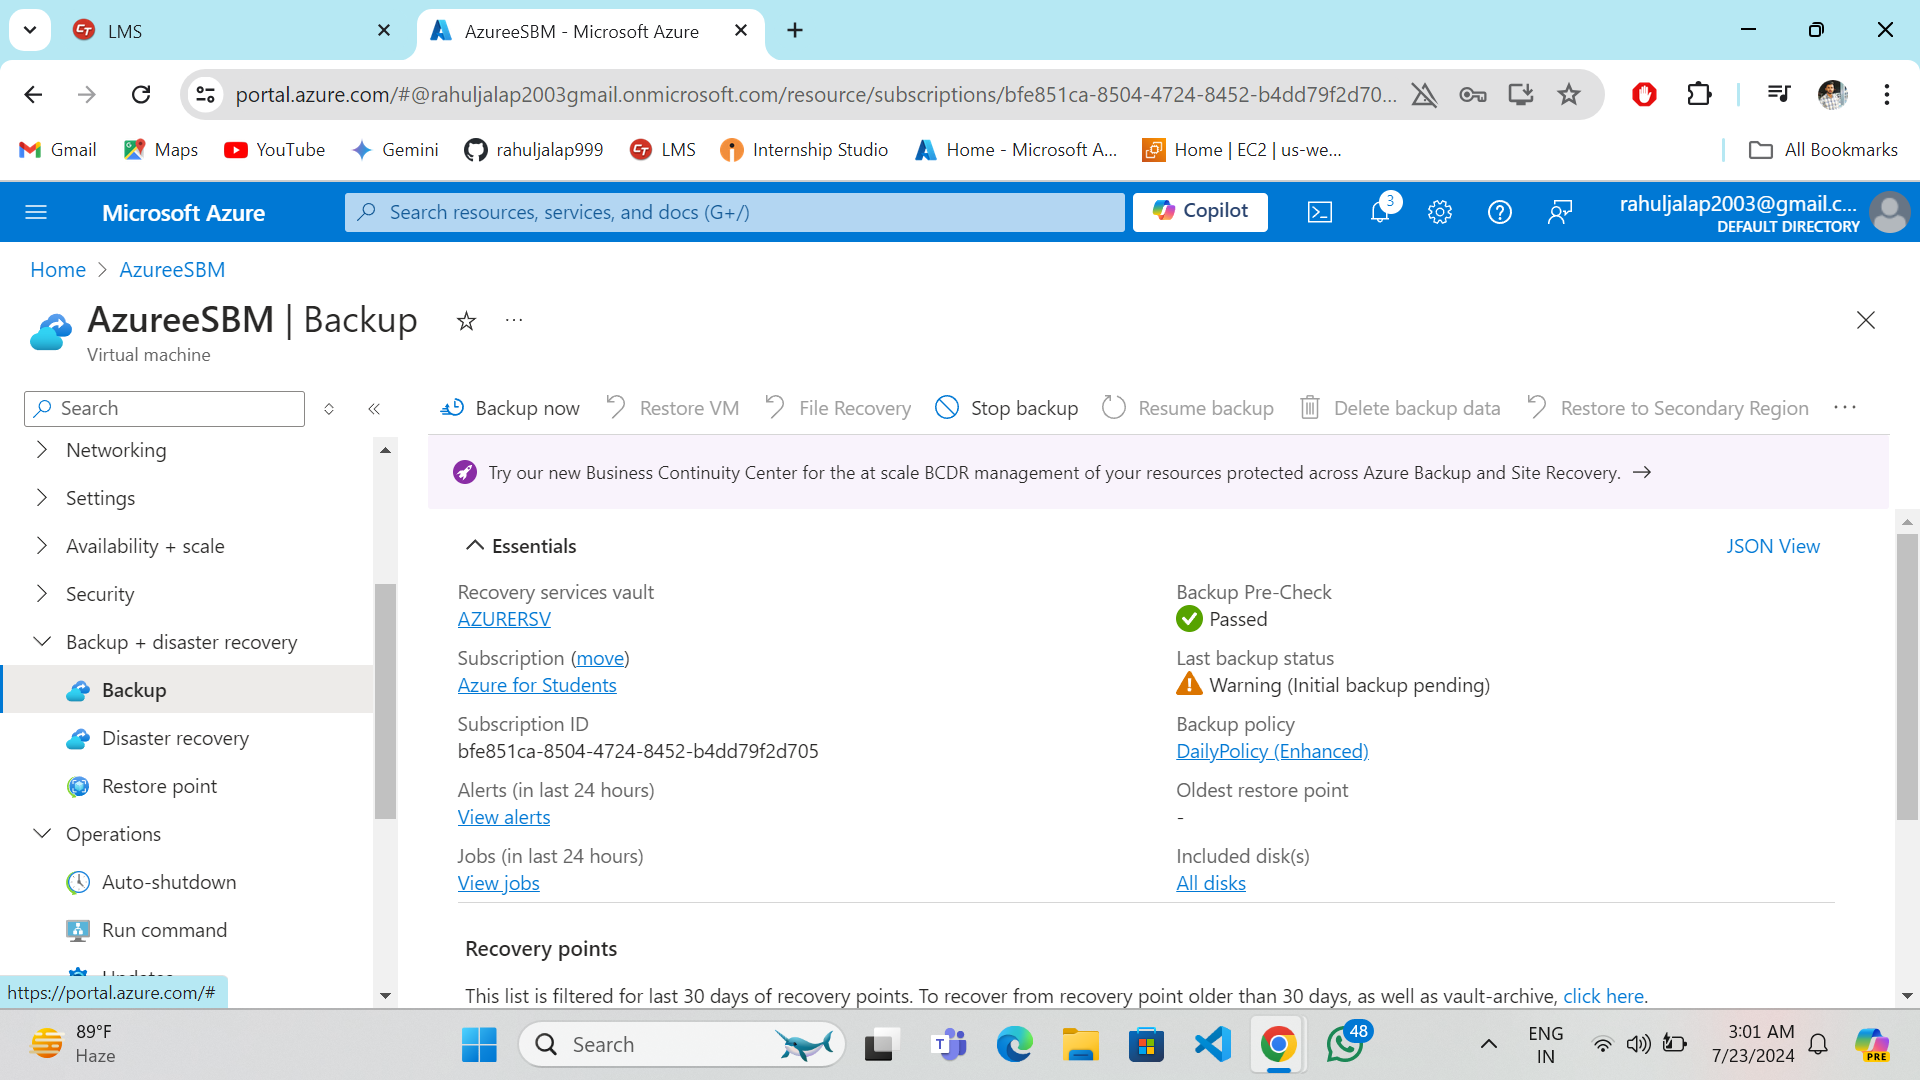 LMS
AzureeSBM - Microsoft Azure
portal.azure.com/#@rahuljalap2003gmail.onmicrosoft.com/resource/subscriptions/bfe851ca-8504-4724-8452-b4dd79f2d70...
Gmail
Maps
YouTube
Gemini
rahuljalap999
LMS
Internship Studio
Home - Microsoft A...
Home | EC2 | us-we...
All Bookmarks
Microsoft Azure
Search resources, services, and docs (G+/)
Copilot
3
rahuljalap2003@gmail.c...
DEFAULT DIRECTORY
Home > AzureeSBM
AzureeSBM | Backup
Virtual machine
Search
Networking
Settings
Availability + scale
Security
Backup + disaster recovery
Backup
Disaster recovery
Restore point
Operations
Auto-shutdown
Run command
Updates
https://portal.azure.com/#
Backup now
Restore VM
File Recovery
Stop backup
Resume backup
Delete backup data
Restore to Secondary Region
Try our new Business Continuity Center for the at scale BCDR management of your resources protected across Azure Backup and Site Recovery.
Essentials
JSON View
Recovery services vault
AZURERSV
Subscription (move)
Azure for Students
Subscription ID
bfe851ca-8504-4724-8452-b4dd79f2d705
Alerts (in last 24 hours)
View alerts
Jobs (in last 24 hours)
View jobs
Backup Pre-Check
Passed
Last backup status
Warning (Initial backup pending)
Backup policy
DailyPolicy (Enhanced)
Oldest restore point
-
Included disk(s)
All disks
Recovery points
This list is filtered for last 30 days of recovery points. To recover from recovery point older than 30 days, as well as vault-archive, click here.
89°F
Haze
Search
48
ENG
IN
3:01 AM
7/23/2024
PRE